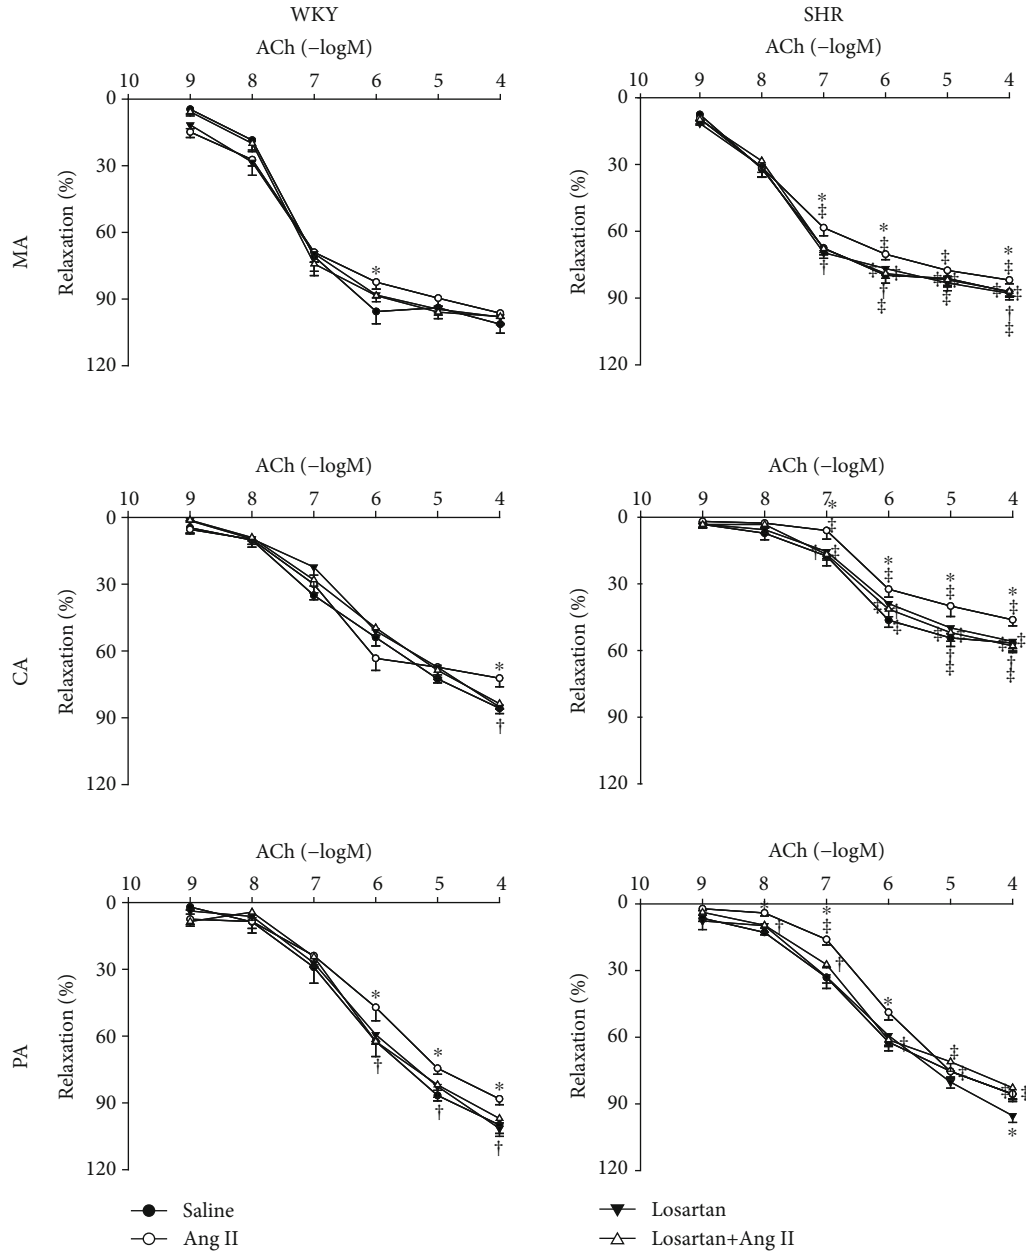 WKY
ACh (−logM)
10 9 8 7 6 5 4
0
30
60
90
120
Relaxation (%)
MA
*
SHR
ACh (−logM)
10 9 8 7 6 5 4
0
30
60
90
120
Relaxation (%)
* * ‡ *
‡ ‡ ‡
† † ‡ †
‡ ‡
ACh (−logM)
10 9 8 7 6 5 4
0
30
60
90
120
Relaxation (%)
CA
*
†
ACh (−logM)
10 9 8 7 6 5 4
0
30
60
90
120
Relaxation (%)
* * * *
‡ ‡ ‡ ‡
‡ † †
‡ ‡
ACh (−logM)
10 9 8 7 6 5 4
0
30
60
90
120
Relaxation (%)
PA
* * *
† † †
ACh (−logM)
10 9 8 7 6 5 4
0
30
60
90
120
Relaxation (%)
* * *
† ‡ † † ‡ † ‡ ‡
*
Saline
Ang II
Losartan
Losartan+Ang II